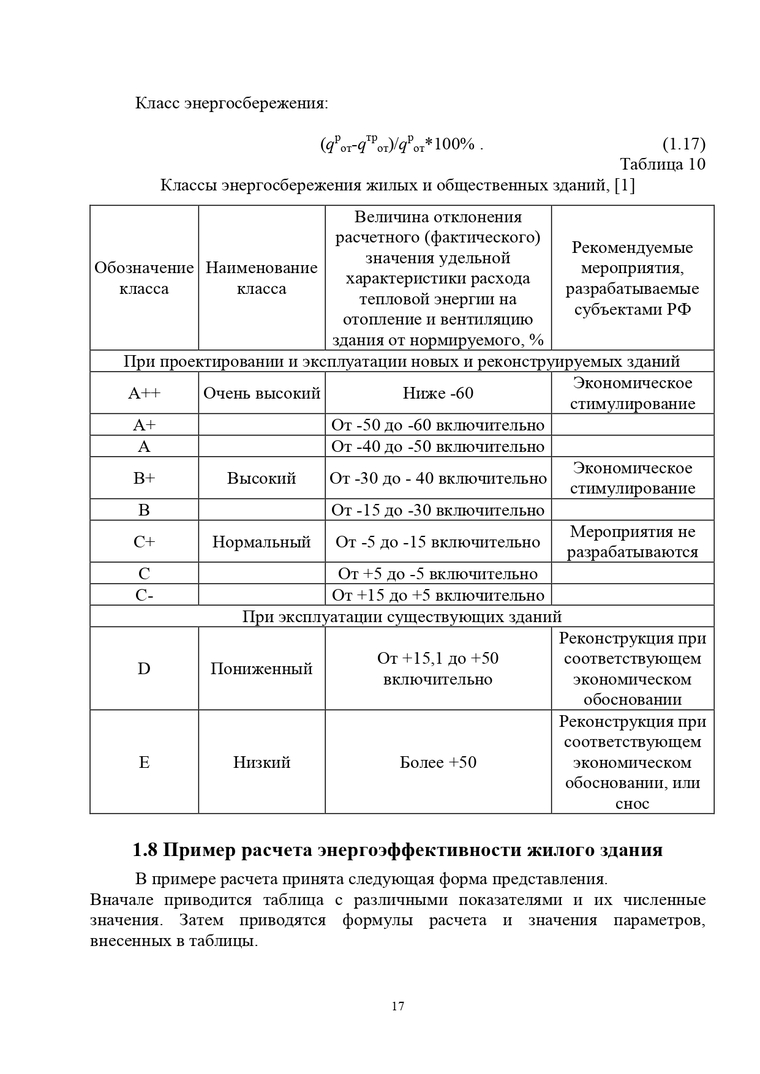 Класс энергосбережения:
(qᵖот-qᵗᵖот)/qᵖот*100% . (1.17)
Таблица 10
Классы энергосбережения жилых и общественных зданий, [1]
Обозначение класса
Наименование класса
Величина отклонения
расчетного (фактического)
значения удельной
характеристики расхода
тепловой энергии на
отопление и вентиляцию
здания от нормируемого, %
Рекомендуемые
мероприятия,
разрабатываемые
субъектами РФ
При проектировании и эксплуатации новых и реконструируемых зданий
A++ Очень высокий Ниже -60 Экономическое
стимулирование
A+ От -50 до -60 включительно
A От -40 до -50 включительно
B+ Высокий От -30 до - 40 включительно Экономическое
стимулирование
B От -15 до -30 включительно
C+ Нормальный От -5 до -15 включительно Мероприятия не
разрабатываются
C От +5 до -5 включительно
C- От +15 до +5 включительно
При эксплуатации существующих зданий
D Пониженный От +15,1 до +50
включительно
Реконструкция при
соответствующем
экономическом
обосновании
E Низкий Более +50
Реконструкция при
соответствующем
экономическом
обосновании, или
снос
1.8 Пример расчета энергоэффективности жилого здания
В примере расчета принята следующая форма представления.
Вначале приводится таблица с различными показателями и их численные
значения. Затем приводятся формулы расчета и значения параметров,
внесенных в таблицы.
17